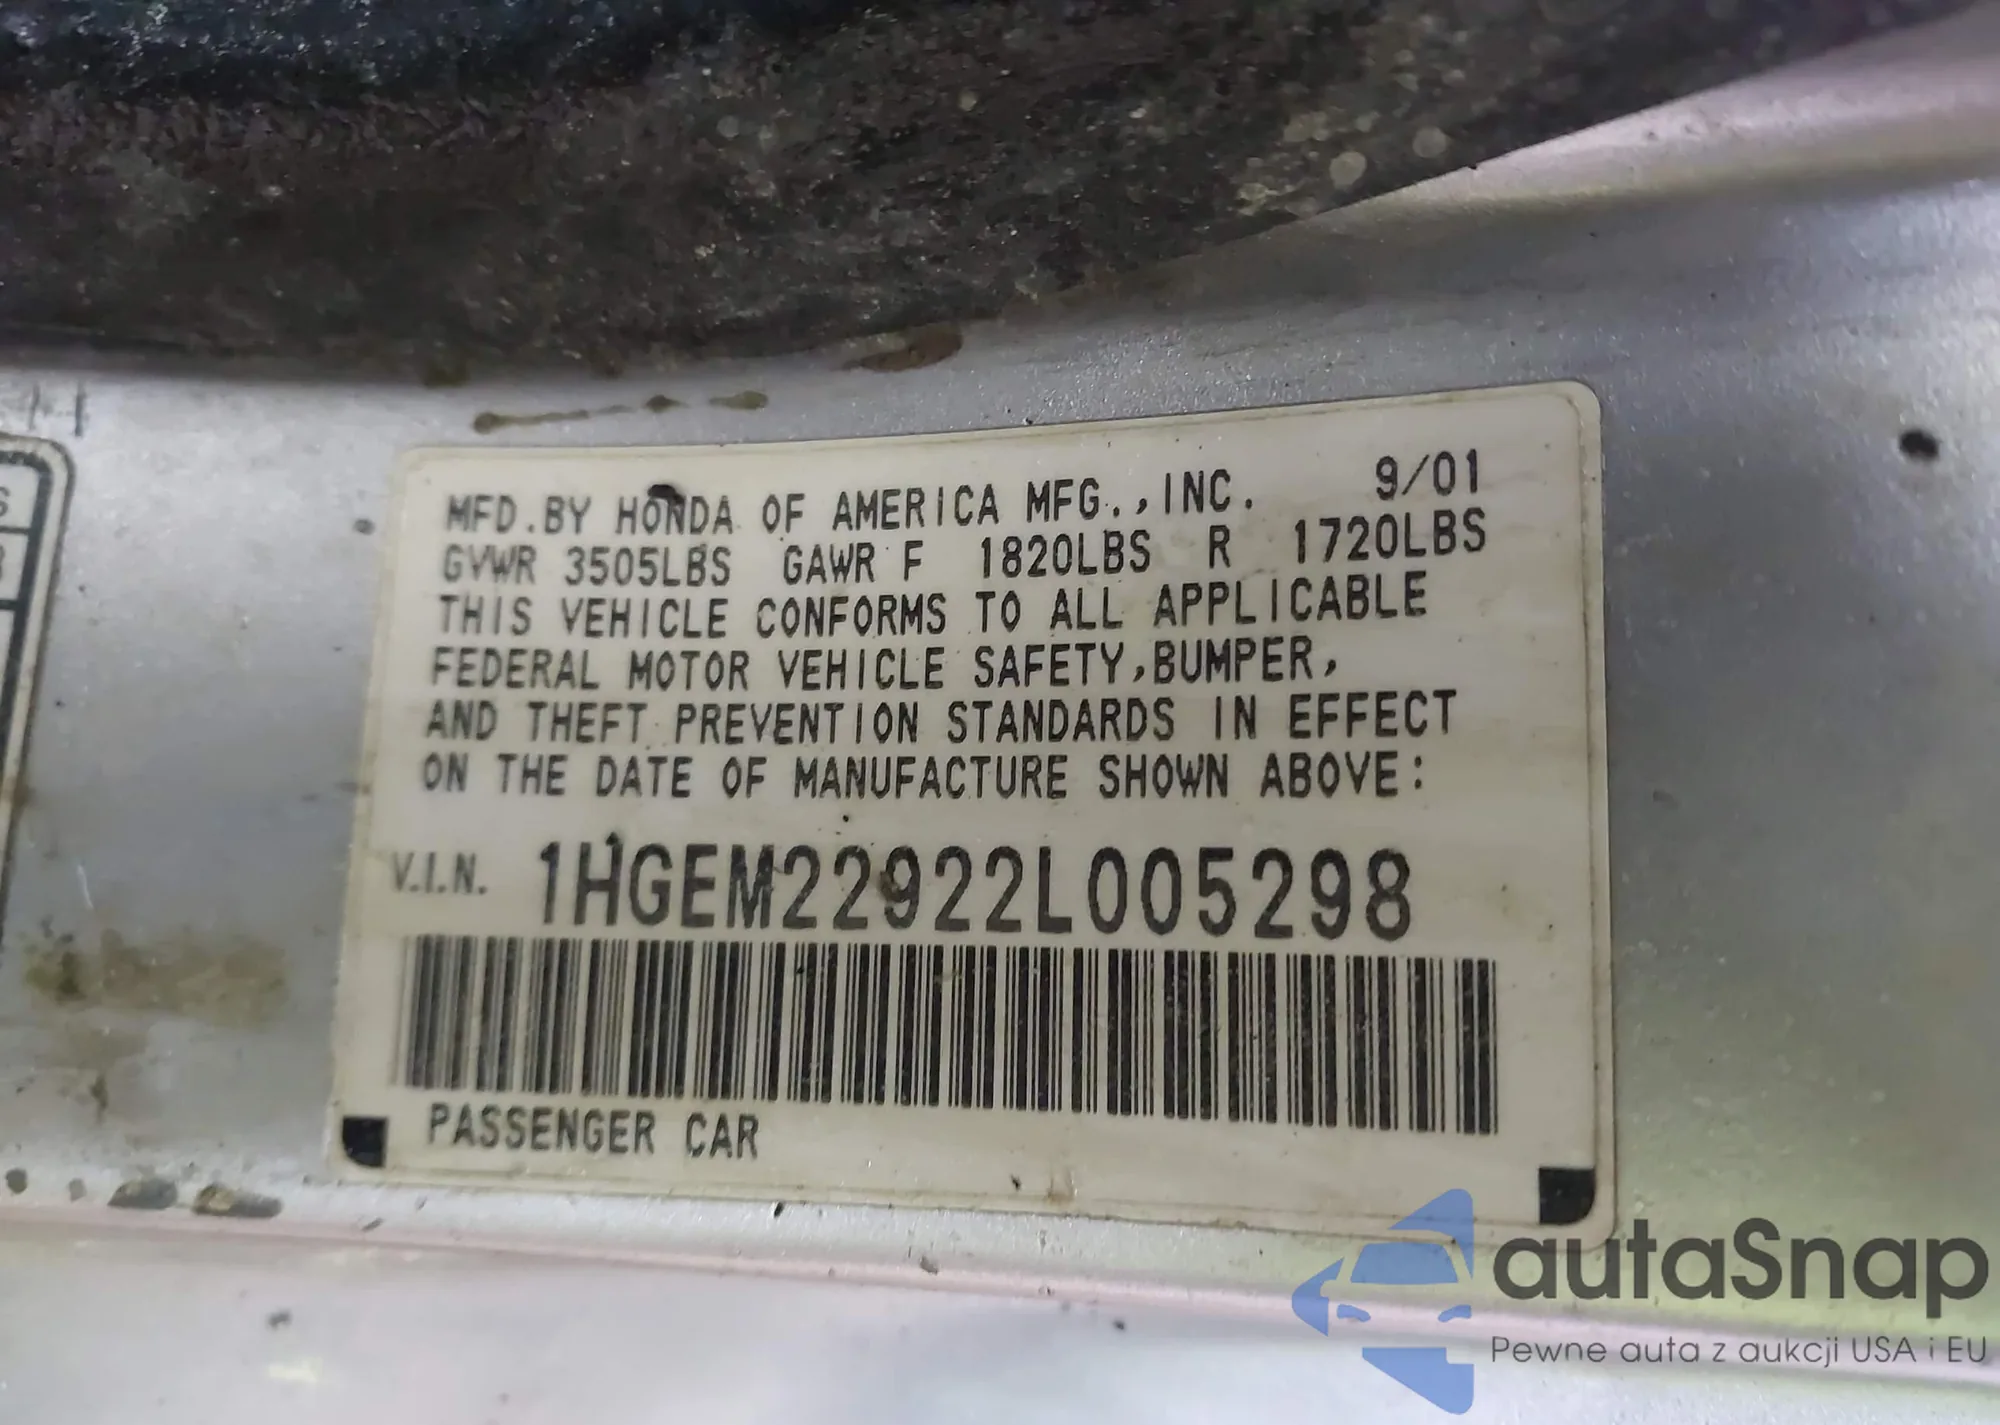 MFD.BY HONDA OF AMERICA MFG.,INC. 9/01
GVWR 3505LBS GAWR F 1820LBS R 1720LBS
THIS VEHICLE CONFORMS TO ALL APPLICABLE
FEDERAL MOTOR VEHICLE SAFETY,BUMPER,
AND THEFT PREVENTION STANDARDS IN EFFECT
ON THE DATE OF MANUFACTURE SHOWN ABOVE:
V.I.N. 1HGEM22922L005298
PASSENGER CAR
autaSnap
Pewne auta z aukcji USA i EU